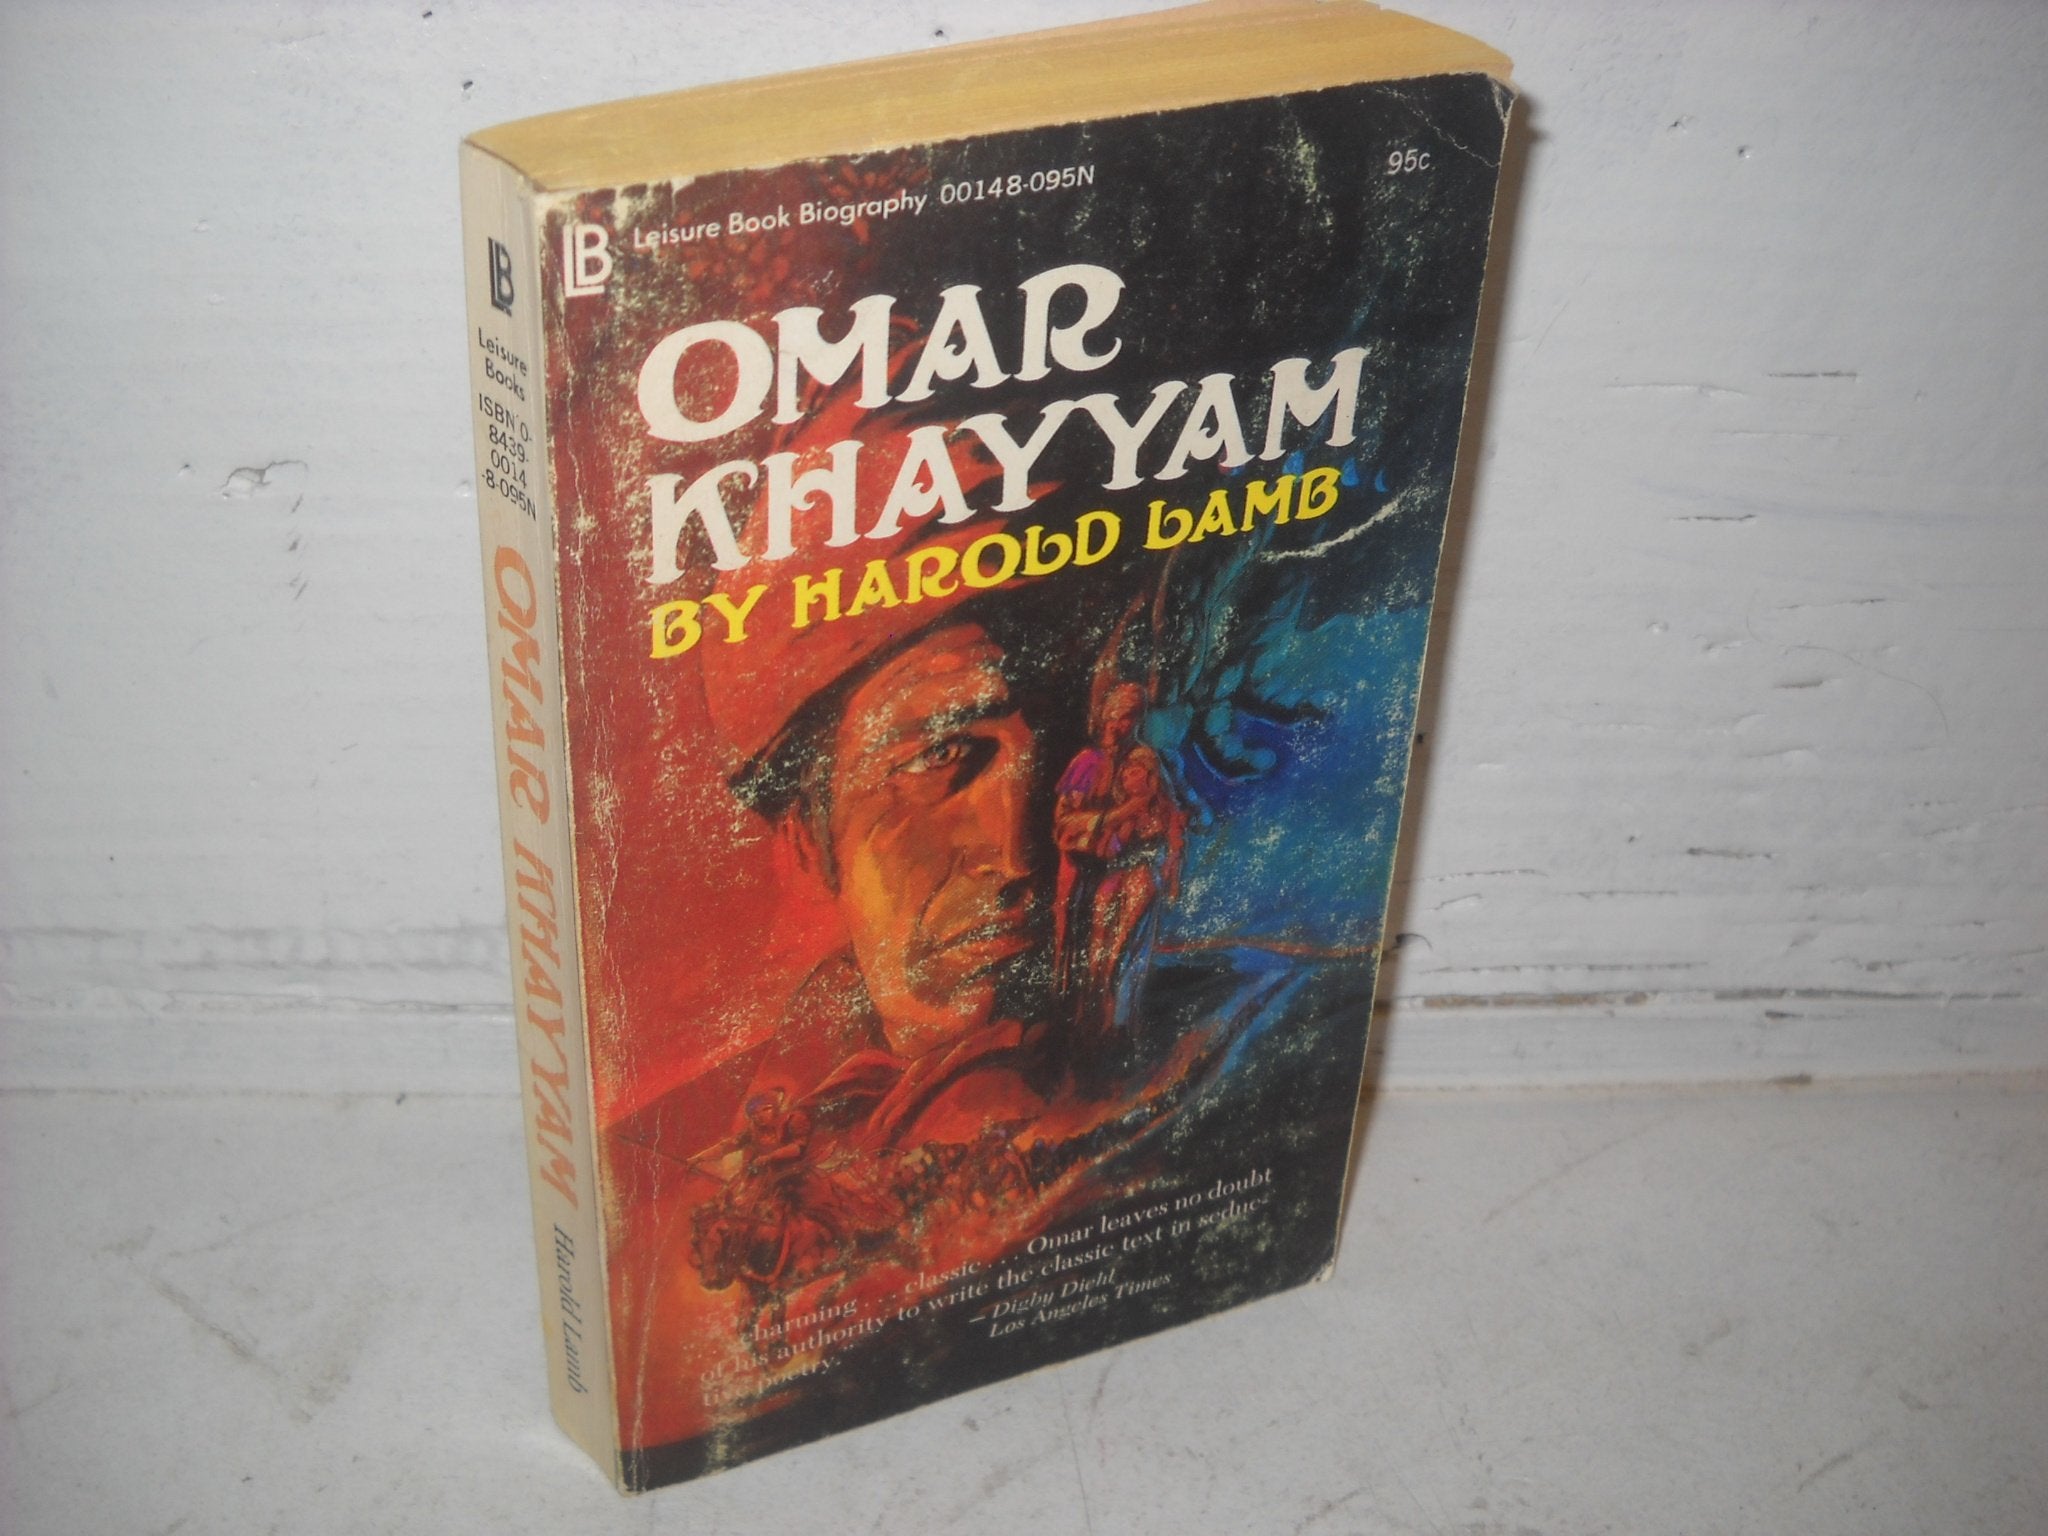 LB
Leisure Book Biography 00148-095N
95c
OMAR
KHAYYAM
BY HAROLD LAMB
"...charming...classic...Omar leaves no doubt
of his authority to write the classic text in seduc-
tive poetry."
—Digby Diehl
Los Angeles Times
LB
Leisure
Books
ISBN 0-
8439-
0014
-8-095N
OMAR KHAYYAM
Harold Lamb